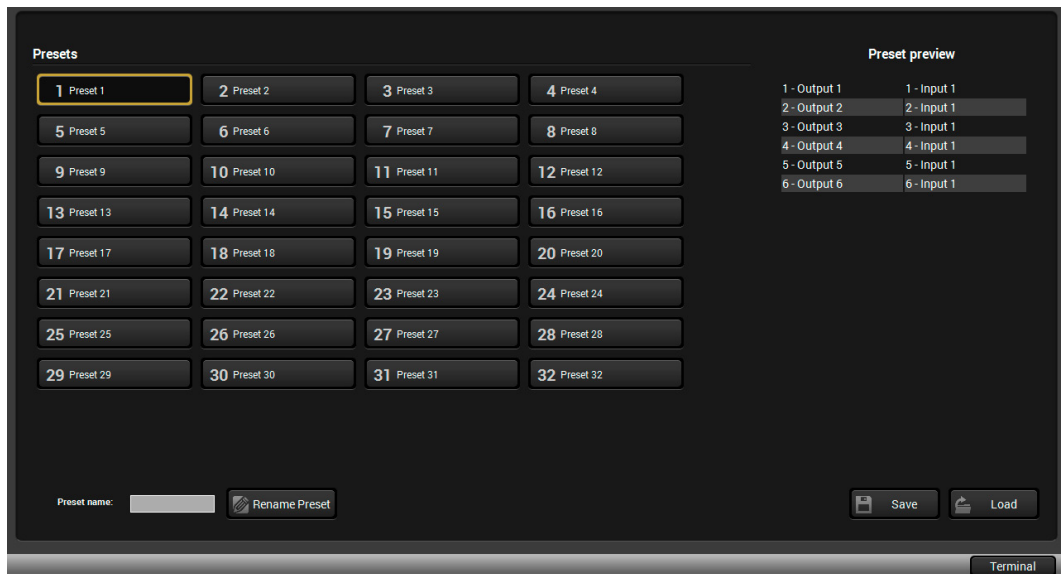 Presets
1 Preset 1 2 Preset 2 3 Preset 3 4 Preset 4
5 Preset 5 6 Preset 6 7 Preset 7 8 Preset 8
9 Preset 9 10 Preset 10 11 Preset 11 12 Preset 12
13 Preset 13 14 Preset 14 15 Preset 15 16 Preset 16
17 Preset 17 18 Preset 18 19 Preset 19 20 Preset 20
21 Preset 21 22 Preset 22 23 Preset 23 24 Preset 24
25 Preset 25 26 Preset 26 27 Preset 27 28 Preset 28
29 Preset 29 30 Preset 30 31 Preset 31 32 Preset 32
Preset preview
1 - Output 1 1 - Input 1
2 - Output 2 2 - Input 1
3 - Output 3 3 - Input 1
4 - Output 4 4 - Input 1
5 - Output 5 5 - Input 1
6 - Output 6 6 - Input 1
Preset name: Rename Preset Save Load
Terminal